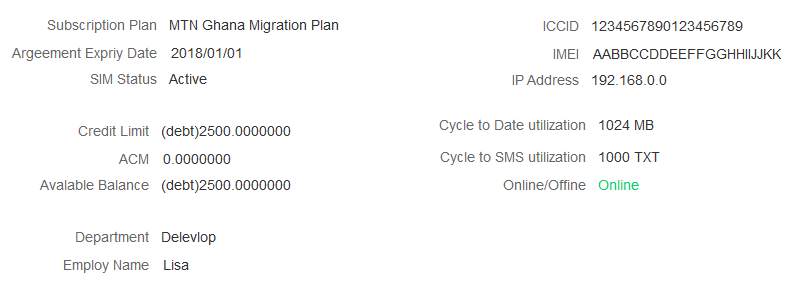 Subscription Plan MTN Ghana Migration Plan
Argeement Expriy Date 2018/01/01
SIM Status Active
Credit Limit (debt)2500.0000000
ACM 0.0000000
Avalable Balance (debt)2500.0000000
Department Delevlop
Employ Name Lisa
ICCID 1234567890123456789
IMEI AABBCCDDEEFFGGHHIIJJKK
IP Address 192.168.0.0
Cycle to Date utilization 1024 MB
Cycle to SMS utilization 1000 TXT
Online/Offine Online